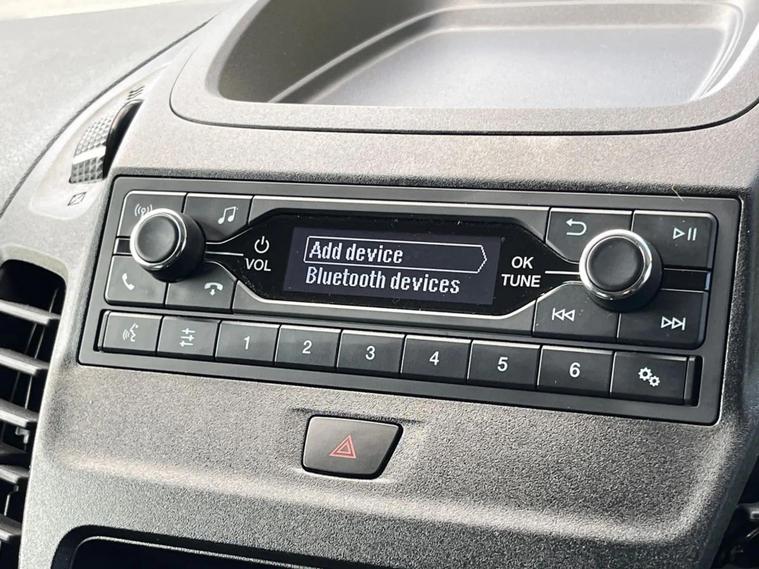 Add device
Bluetooth devices
VOL
OK
TUNE
1 2 3 4 5 6